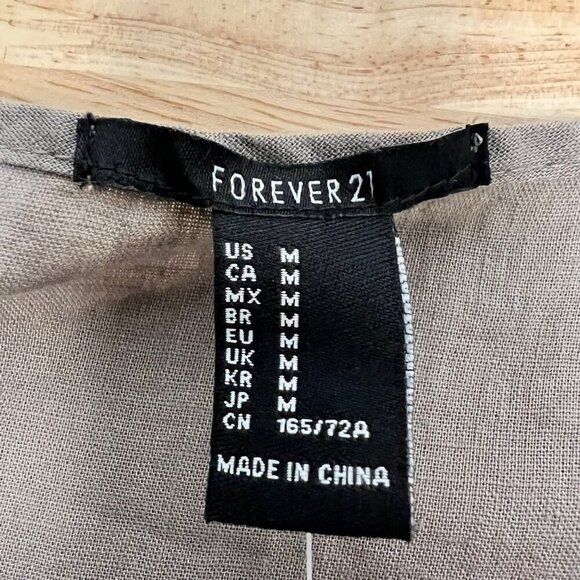 FOREVER 21
US M
CA M
MX M
BR M
EU M
UK M
KR M
JP M
CN 165/72A
MADE IN CHINA